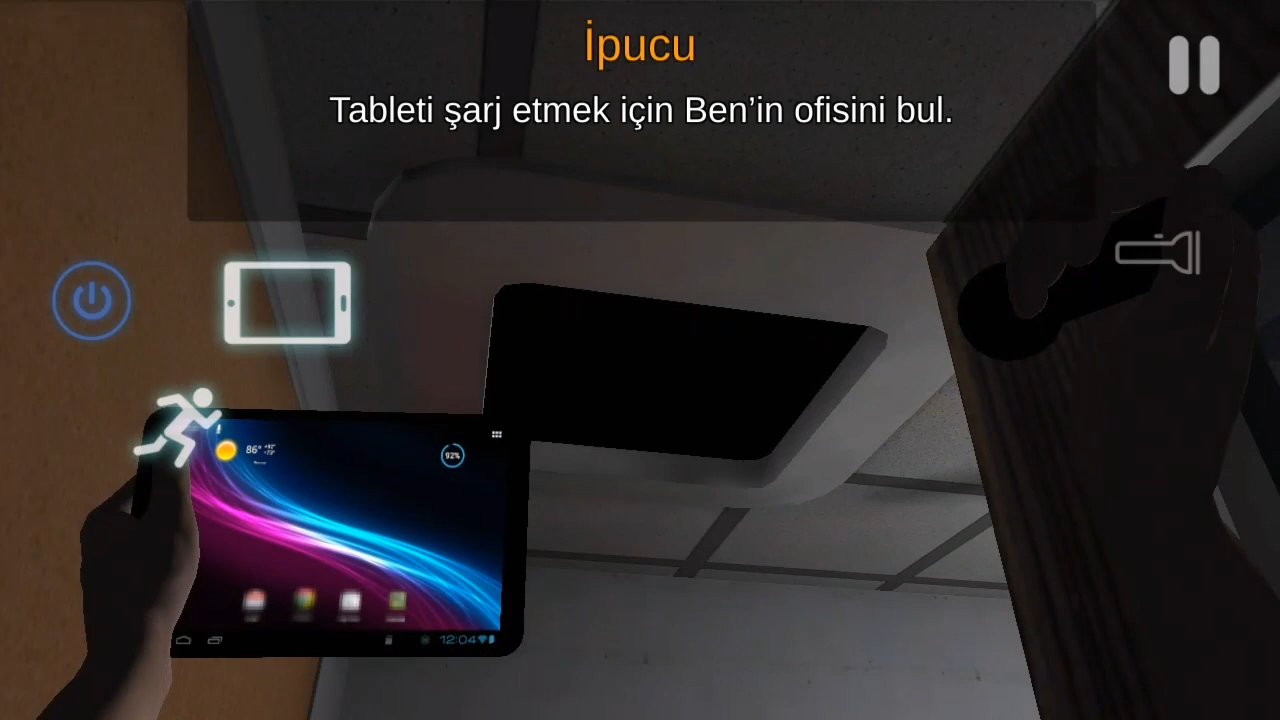 İpucu
Tableti şarj etmek için Ben’in ofisini bul.
86°
92%
12:04